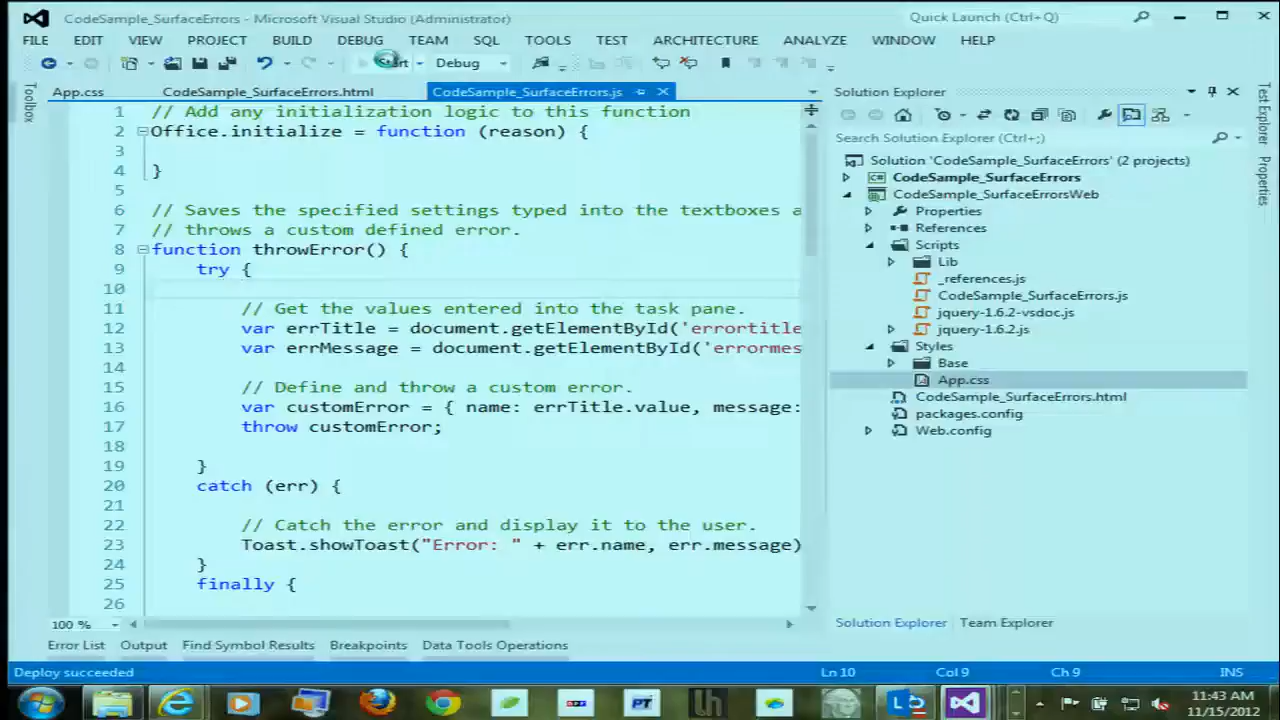 CodeSample_SurfaceErrors - Microsoft Visual Studio (Administrator)
Quick Launch (Ctrl+Q)
FILE EDIT VIEW PROJECT BUILD DEBUG TEAM SQL TOOLS TEST ARCHITECTURE ANALYZE WINDOW HELP
Start Debug
Toolbox
App.css CodeSample_SurfaceErrors.html CodeSample_SurfaceErrors.js
1 // Add any initialization logic to this function
2 Office.initialize = function (reason) {
3
4 }
5
6 // Saves the specified settings typed into the textboxes a
7 // throws a custom defined error.
8 function throwError() {
9 try {
10
11 // Get the values entered into the task pane.
12 var errTitle = document.getElementById('errortitle
13 var errMessage = document.getElementById('errormes
14
15 // Define and throw a custom error.
16 var customError = { name: errTitle.value, message:
17 throw customError;
18
19 }
20 catch (err) {
21
22 // Catch the error and display it to the user.
23 Toast.showToast("Error: " + err.name, err.message)
24 }
25 finally {
26
100 %
Solution Explorer
Search Solution Explorer (Ctrl+;)
Solution 'CodeSample_SurfaceErrors' (2 projects)
CodeSample_SurfaceErrors
CodeSample_SurfaceErrorsWeb
Properties
References
Scripts
Lib
_references.js
CodeSample_SurfaceErrors.js
jquery-1.6.2-vsdoc.js
jquery-1.6.2.js
Styles
Base
App.css
CodeSample_SurfaceErrors.html
packages.config
Web.config
Solution Explorer Team Explorer
Test Explorer
Properties
Error List Output Find Symbol Results Breakpoints Data Tools Operations
Deploy succeeded Ln 10 Col 9 Ch 9 INS
PT
lh
L
11:43 AM
11/15/2012